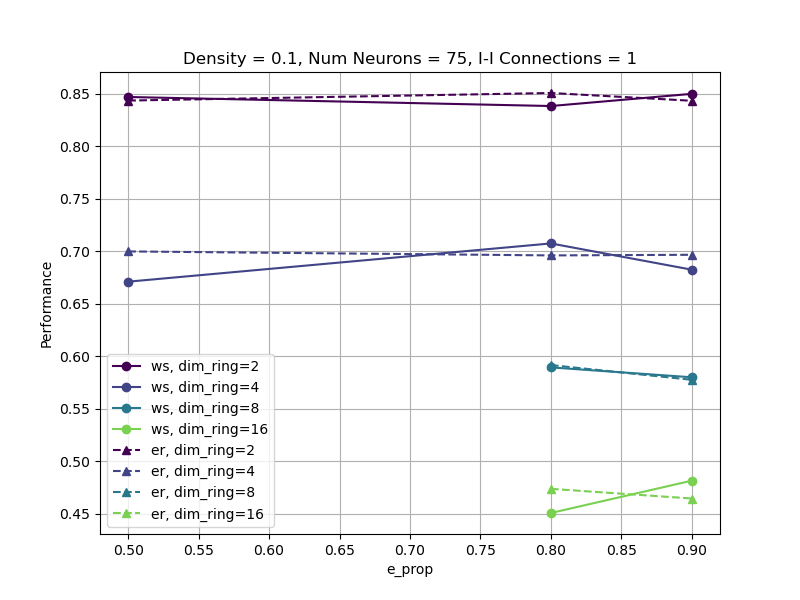 Density = 0.1, Num Neurons = 75, I-I Connections = 1
Performance
0.85
0.80
0.75
0.70
0.65
0.60
0.55
0.50
0.45
ws, dim_ring=2
ws, dim_ring=4
ws, dim_ring=8
ws, dim_ring=16
er, dim_ring=2
er, dim_ring=4
er, dim_ring=8
er, dim_ring=16
0.50 0.55 0.60 0.65 0.70 0.75 0.80 0.85 0.90
e_prop